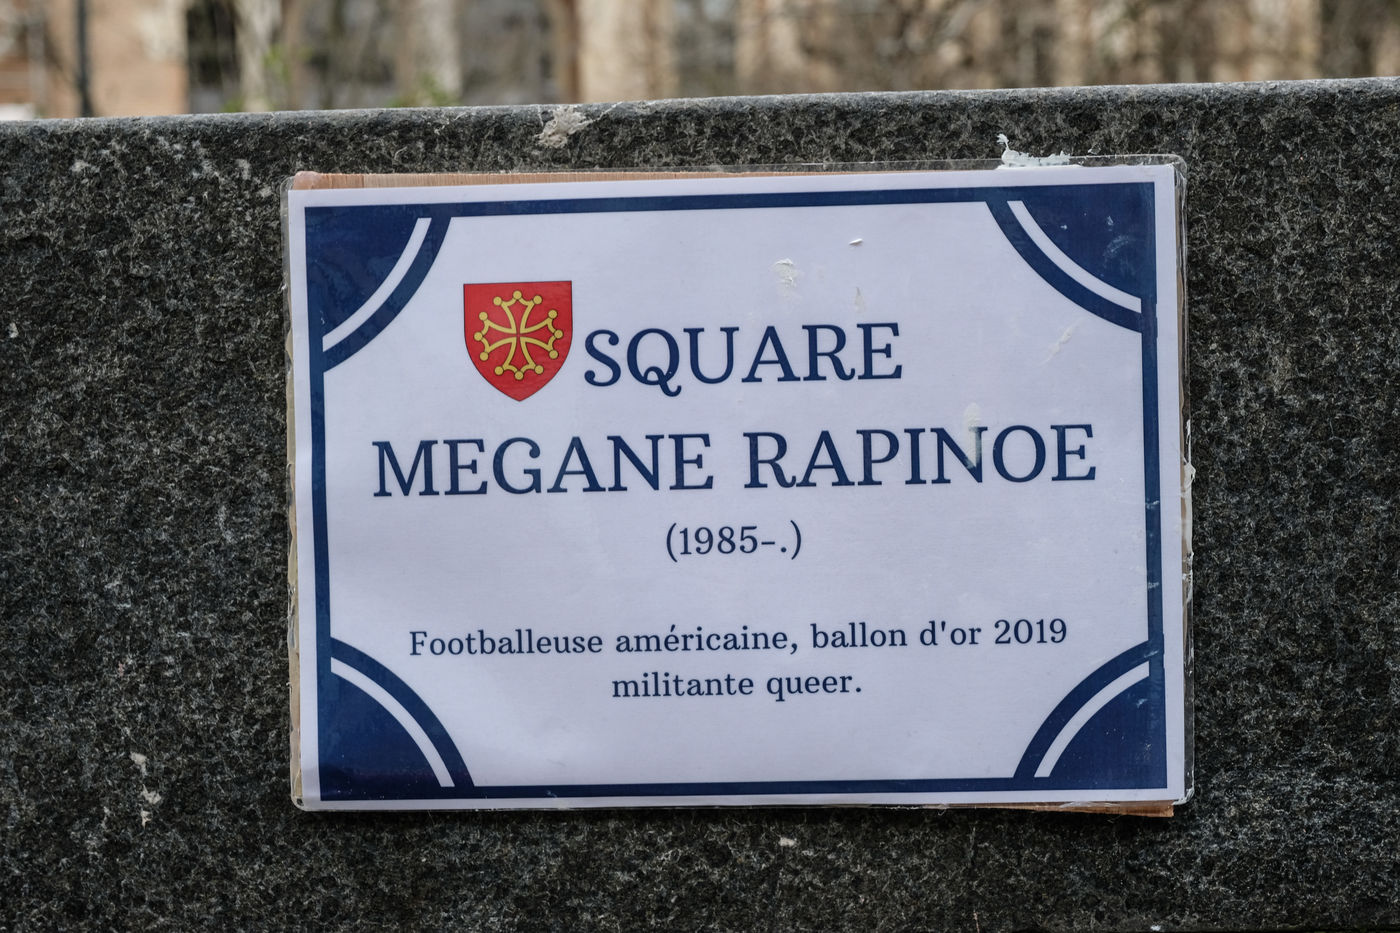 SQUARE
MEGANE RAPINOE
(1985-.)
Footballeuse américaine, ballon d'or 2019
militante queer.